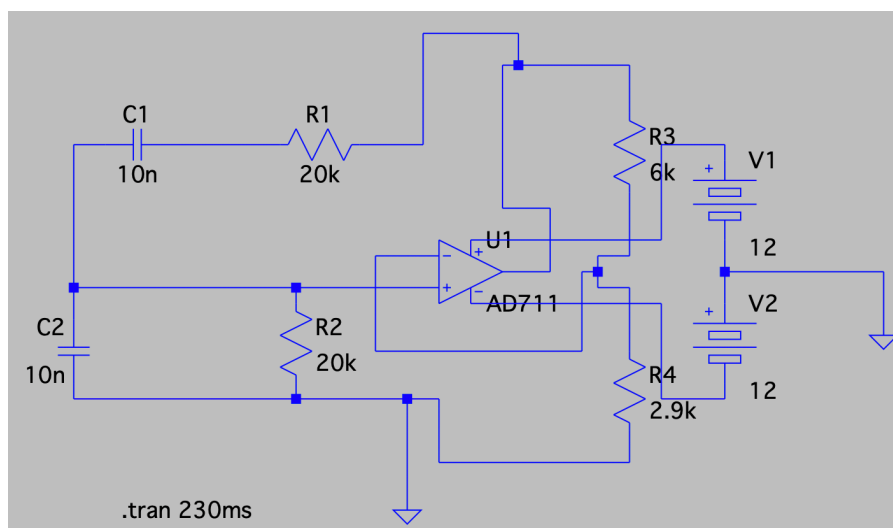 C1
10n
R1
20k
R3
6k
V1
12
U1
AD711
C2
10n
R2
20k
V2
12
R4
2.9k
.tran 230ms